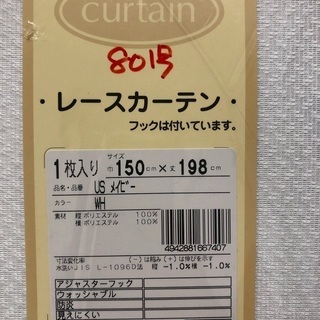 curtain
801号
・レースカーテン・
フックは付いています。
1枚入り サイズ 巾150cm×丈198cm
品名・品番 US メイビー
カラー WH
素材 経 ポリエステル 100%
緯 ポリエステル 100%
4942881667407
寸法変化率 (−)は縮み (+)は伸びを示す
水洗いJIS L-1096D法 経 -1.0% 緯 -1.0%
アジャスターフック
ウォッシャブル
防炎
見えにくい